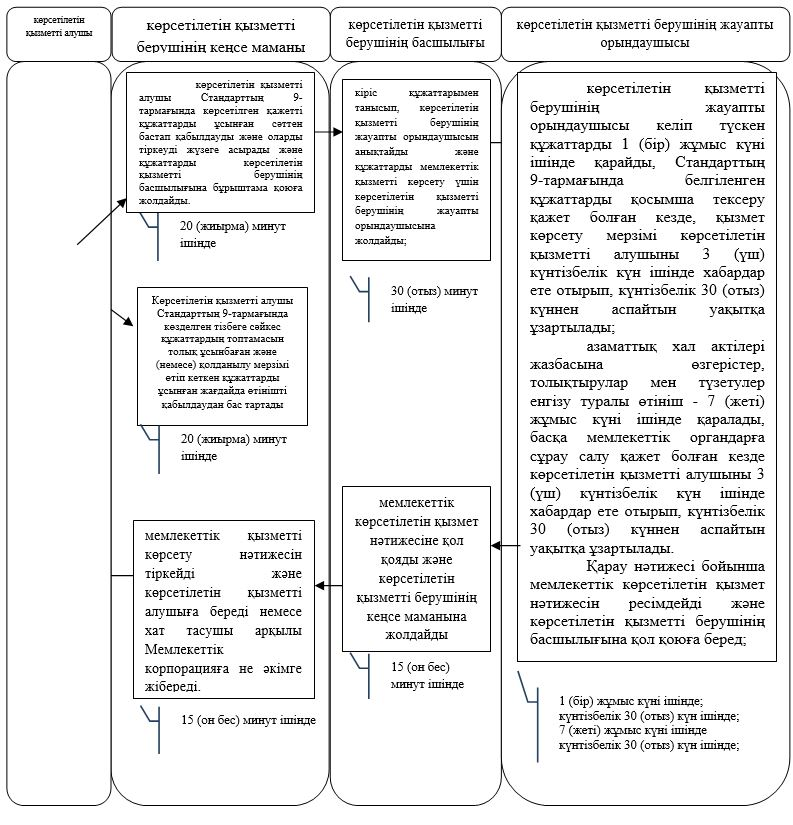 көрсетілетін
қызметті алушы
көрсетілетін қызметті
берушінің кеңсе маманы
көрсетілетін қызметті
берушінің басшылығы
көрсетілетін қызметті берушінің жауапты
орындаушысы
көрсетілетін қызметті
алушы Стандарттың 9-
тармағында көрсетілген қажетті
құжаттарды ұсынған сәттен
бастап қабылдауды және оларды
тіркеуді жүзеге асырады және
құжаттарды көрсетілетін
қызметті берушінің
басшылығына бұрыштама қоюға
жолдайды.
20 (жиырма) минут
ішінде
Көрсетілетін қызметті алушы
Стандарттың 9-тармағында
көзделген тізбеге сәйкес
құжаттардың топтамасын
толық ұсынбаған және
(немесе) қолданылу мерзімі
өтіп кеткен құжаттарды
ұсынған жағдайда өтінішті
қабылдаудан бас тартады
20 (жиырма) минут
ішінде
мемлекеттік қызметті
көрсету нәтижесін
тіркейді және
көрсетілетін қызметті
алушыға береді немесе
хат тасушы арқылы
Мемлекеттік
корпорацияға не әкімге
жібереді.
15 (он бес) минут ішінде
кіріс құжаттарымен
танысып, көрсетілетін
қызметті берушінің
жауапты орындаушысын
анықтайды және
құжаттарды мемлекеттік
қызметті көрсету үшін
көрсетілетін қызметті
берушінің жауапты
орындаушысына
жолдайды;
30 (отыз) минут
ішінде
мемлекеттік
көрсетілетін қызмет
нәтижесіне қол
қояды және
көрсетілетін
қызметті берушінің
кеңсе маманына
жолдайды
15 (он бес)
минут ішінде
көрсетілетін қызметті
берушінің жауапты
орындаушысы келіп түскен
құжаттарды 1 (бір) жұмыс күні
ішінде қарайды, Стандарттың
9-тармағында белгіленген
құжаттарды қосымша тексеру
қажет болған кезде, қызмет
көрсету мерзімі көрсетілетін
қызметті алушыны 3 (үш)
күнтізбелік күн ішінде хабардар
ете отырып, күнтізбелік 30 (отыз)
күннен аспайтын уақытқа
ұзартылады;
азаматтық хал актілері
жазбасына өзгерістер,
толықтырулар мен түзетулер
енгізу туралы өтініш - 7 (жеті)
жұмыс күні ішінде қаралады,
басқа мемлекеттік органдарға
сұрау салу қажет болған кезде
көрсетілетін қызметті алушыны 3
(үш) күнтізбелік күн ішінде
хабардар ете отырып, күнтізбелік
30 (отыз) күннен аспайтын
уақытқа ұзартылады.
Қарау нәтижесі бойынша
мемлекеттік көрсетілетін қызмет
нәтижесін ресімдейді және
көрсетілетін қызметті берушінің
басшылығына қол қоюға беред;
1 (бір) жұмыс күні ішінде;
күнтізбелік 30 (отыз) күн ішінде;
7 (жеті) жұмыс күні ішінде
күнтізбелік 30 (отыз) күн ішінде;